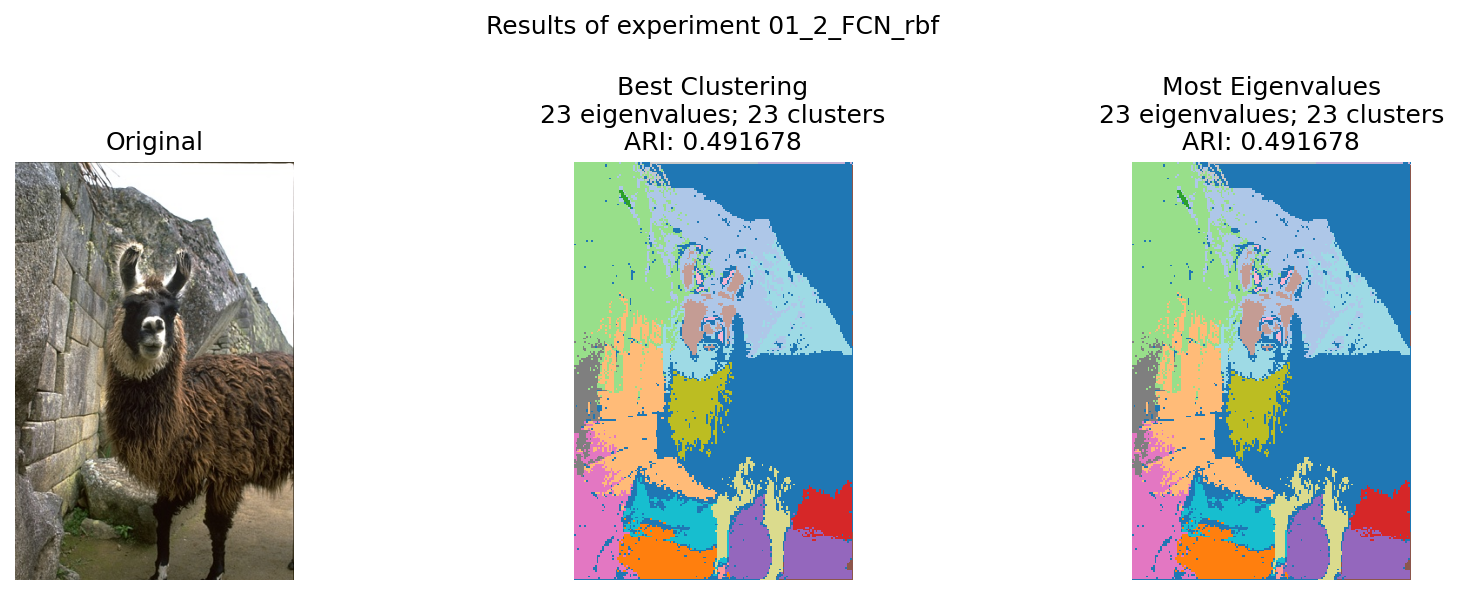 Results of experiment 01_2_FCN_rbf
Original
Best Clustering
23 eigenvalues; 23 clusters
ARI: 0.491678
Most Eigenvalues
23 eigenvalues; 23 clusters
ARI: 0.491678